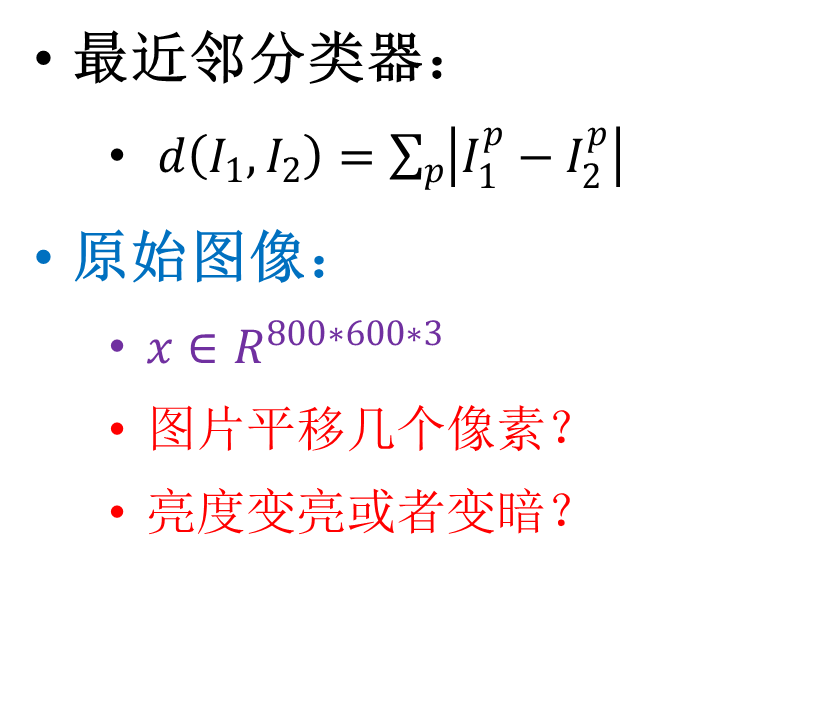 • 最近邻分类器：
• d(I₁, I₂) = ∑ₚ|I₁ᵖ − I₂ᵖ|
• 原始图像：
• x ∈ R^{800*600*3}
• 图片平移几个像素？
• 亮度变亮或者变暗？